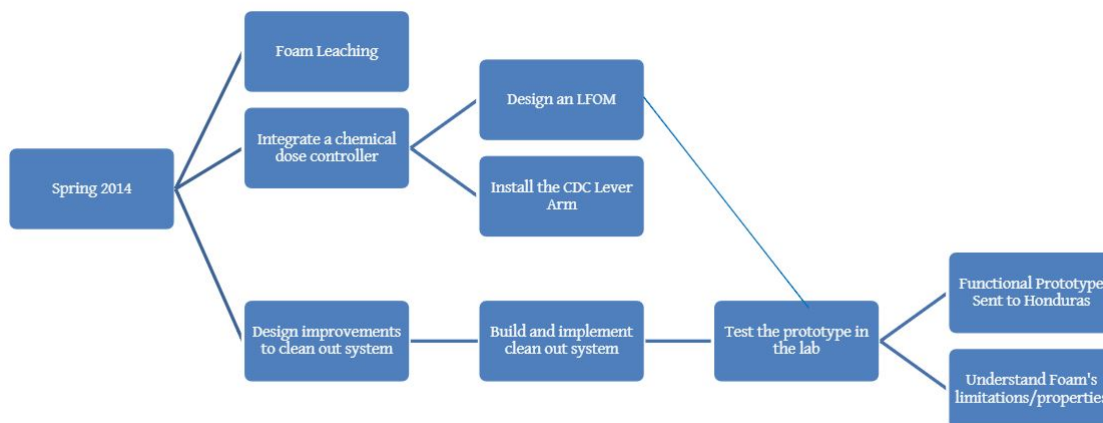 Foam Leaching
Design an LFOM
Integrate a chemical
dose controller
Spring 2014
Install the CDC Lever
Arm
Functional Prototype
Sent to Honduras
Design improvements
to clean out system
Build and implement
clean out system
Test the prototype in
the lab
Understand Foam's
limitations/properties